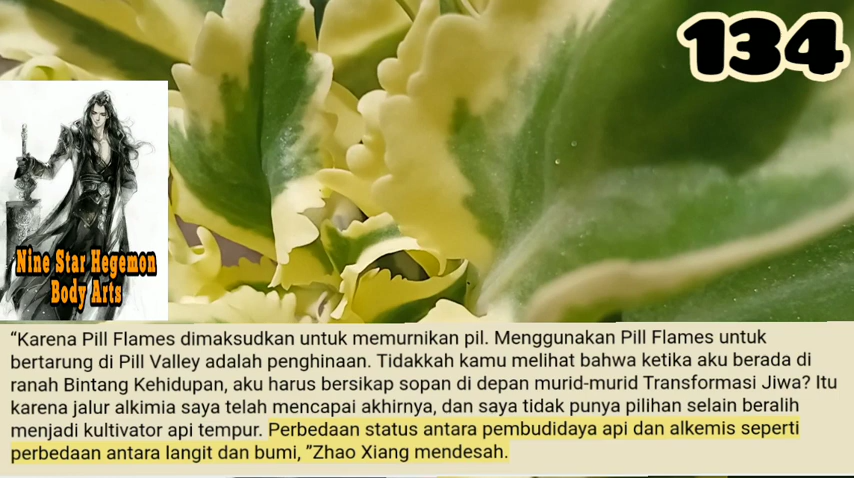 134
Nine Star Hegemon
Body Arts
“Karena Pill Flames dimaksudkan untuk memurnikan pil. Menggunakan Pill Flames untuk
bertarung di Pill Valley adalah penghinaan. Tidakkah kamu melihat bahwa ketika aku berada di
ranah Bintang Kehidupan, aku harus bersikap sopan di depan murid-murid Transformasi Jiwa? Itu
karena jalur alkimia saya telah mencapai akhirnya, dan saya tidak punya pilihan selain beralih
menjadi kultivator api tempur. Perbedaan status antara pembudidaya api dan alkemis seperti
perbedaan antara langit dan bumi, ”Zhao Xiang mendesah.